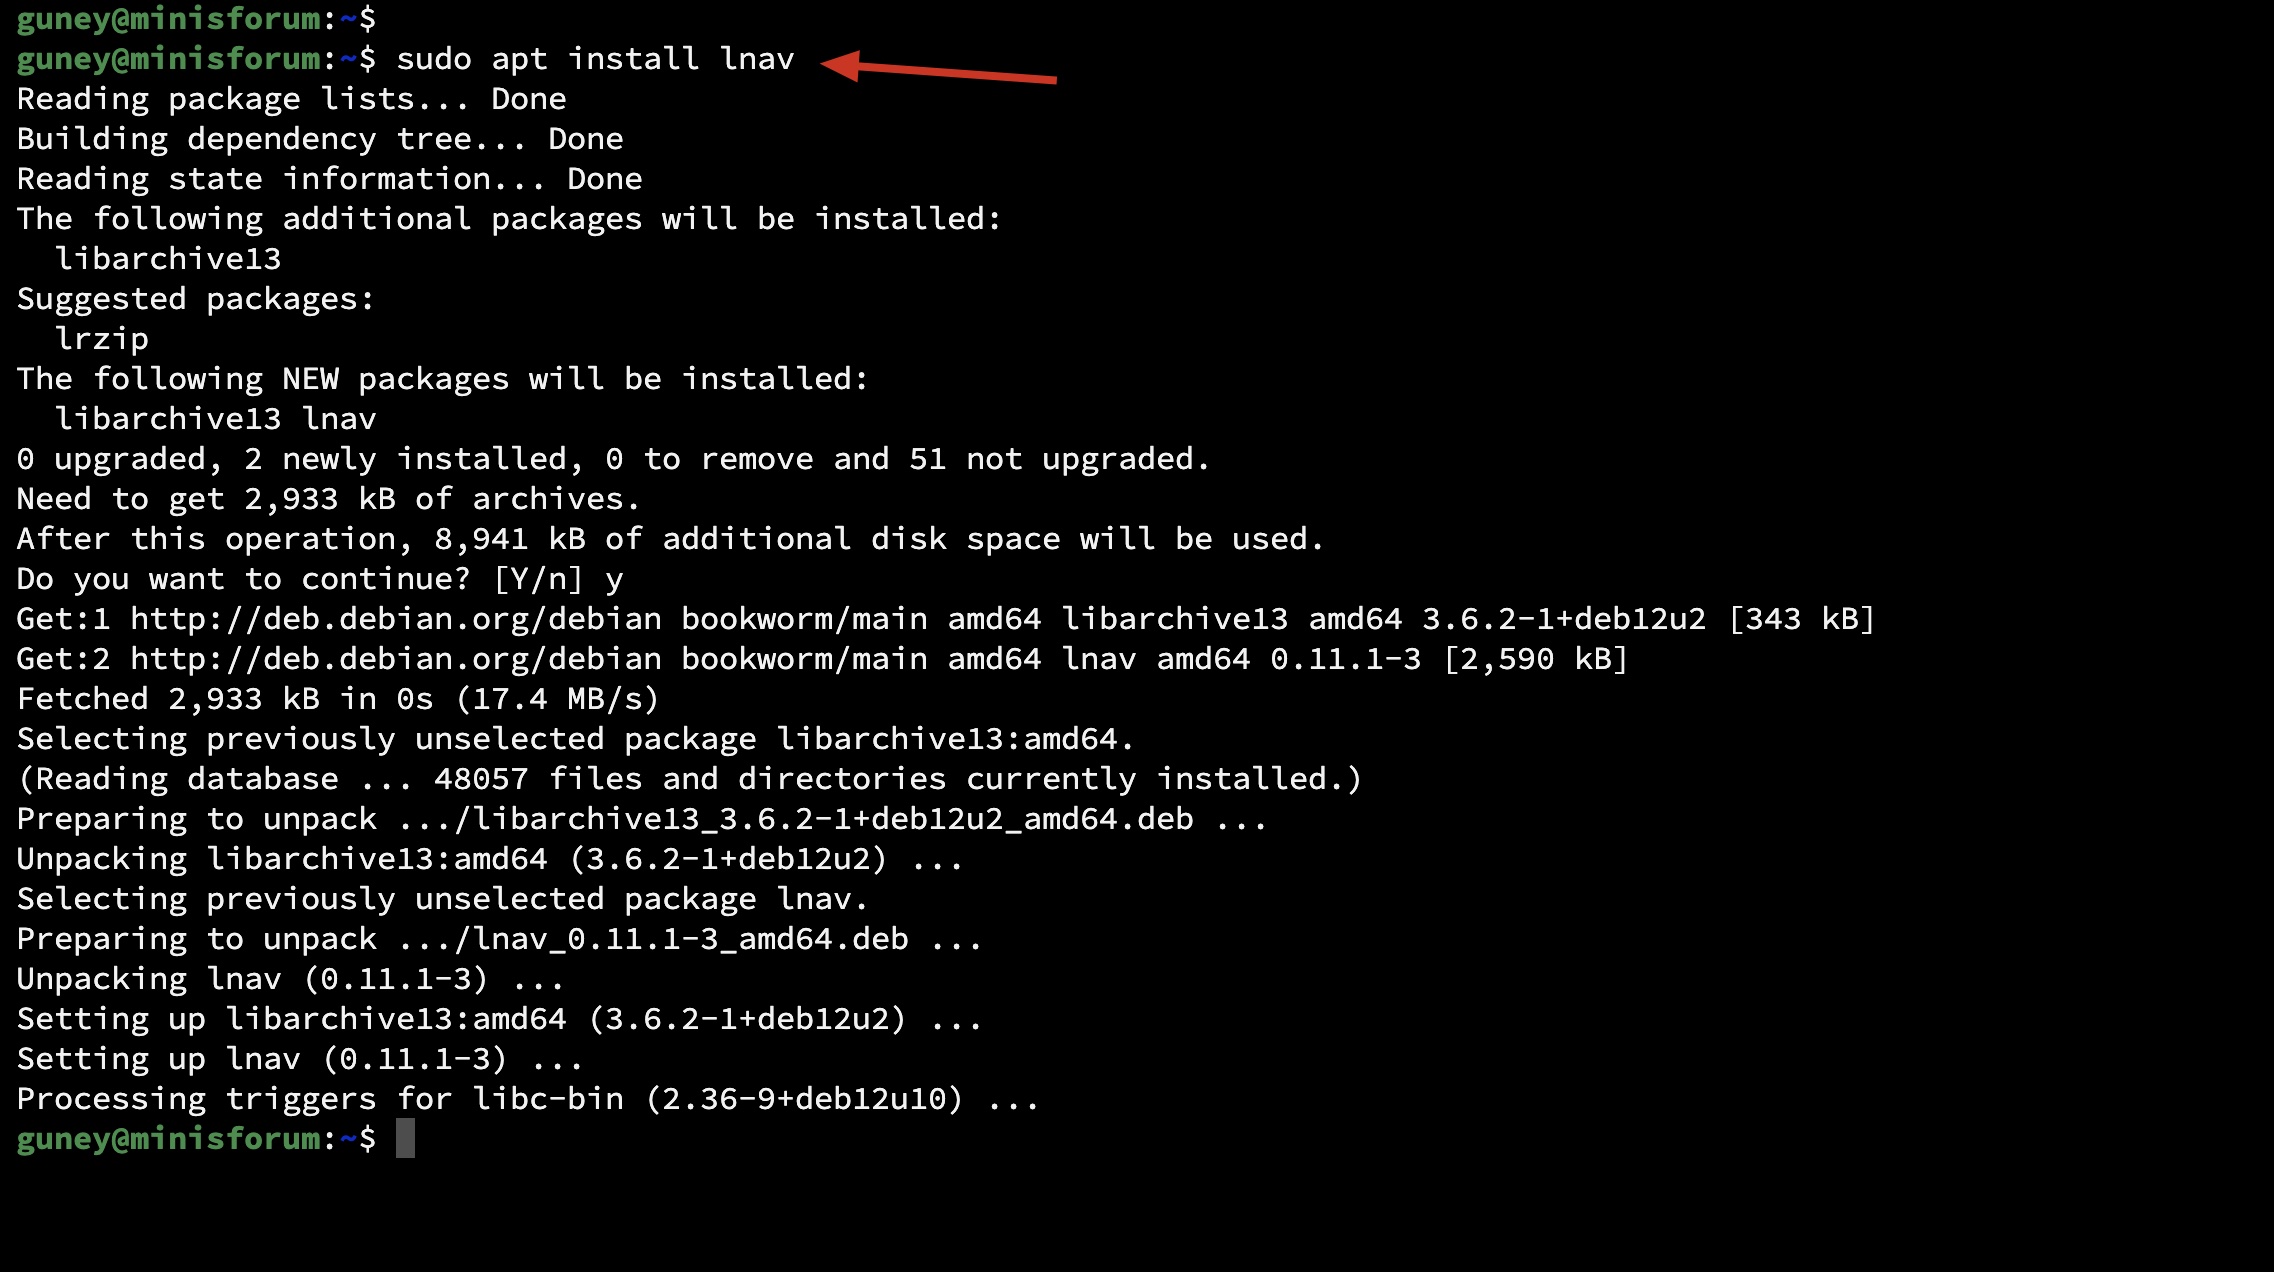 guney@minisforum:~$
guney@minisforum:~$ sudo apt install lnav
Reading package lists... Done
Building dependency tree... Done
Reading state information... Done
The following additional packages will be installed:
  libarchive13
Suggested packages:
  lrzip
The following NEW packages will be installed:
  libarchive13 lnav
0 upgraded, 2 newly installed, 0 to remove and 51 not upgraded.
Need to get 2,933 kB of archives.
After this operation, 8,941 kB of additional disk space will be used.
Do you want to continue? [Y/n] y
Get:1 http://deb.debian.org/debian bookworm/main amd64 libarchive13 amd64 3.6.2-1+deb12u2 [343 kB]
Get:2 http://deb.debian.org/debian bookworm/main amd64 lnav amd64 0.11.1-3 [2,590 kB]
Fetched 2,933 kB in 0s (17.4 MB/s)
Selecting previously unselected package libarchive13:amd64.
(Reading database ... 48057 files and directories currently installed.)
Preparing to unpack .../libarchive13_3.6.2-1+deb12u2_amd64.deb ...
Unpacking libarchive13:amd64 (3.6.2-1+deb12u2) ...
Selecting previously unselected package lnav.
Preparing to unpack .../lnav_0.11.1-3_amd64.deb ...
Unpacking lnav (0.11.1-3) ...
Setting up libarchive13:amd64 (3.6.2-1+deb12u2) ...
Setting up lnav (0.11.1-3) ...
Processing triggers for libc-bin (2.36-9+deb12u10) ...
guney@minisforum:~$